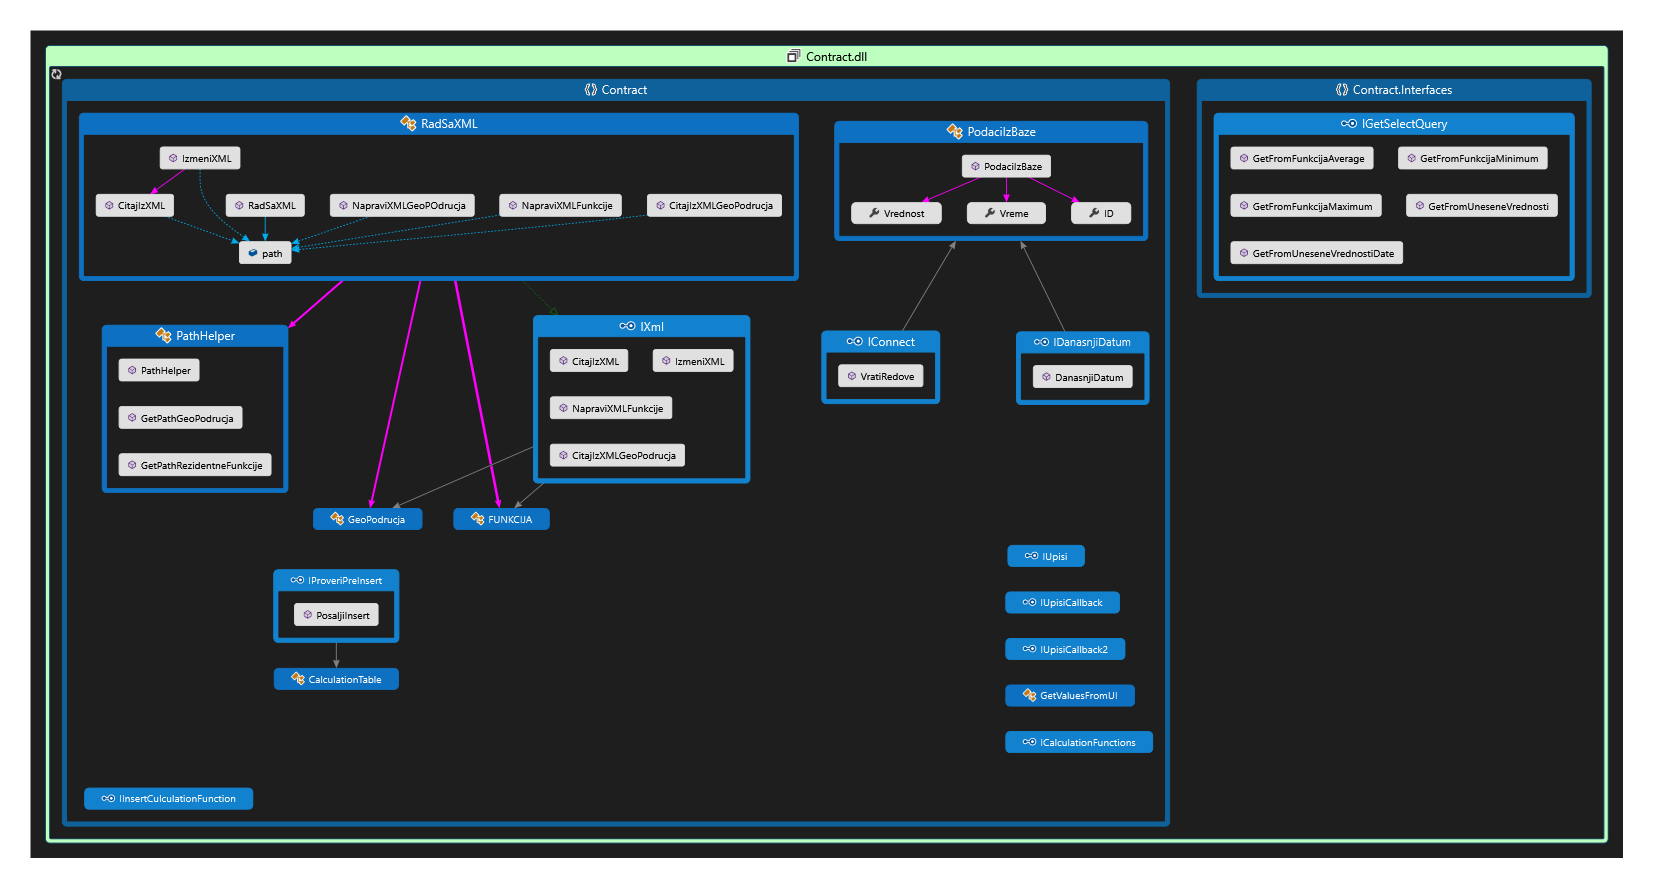 Contract.dll
Contract
Contract.Interfaces
RadSaXML
IzmeniXML
CitajIzXML
RadSaXML
NapraviXMLGeoPOdrucja
NapraviXMLFunkcije
CitajIzXMLGeoPodrucja
path
PodaciIzBaze
PodaciIzBaze
Vrednost
Vreme
ID
IGetSelectQuery
GetFromFunkcijaAverage
GetFromFunkcijaMinimum
GetFromFunkcijaMaximum
GetFromUneseneVrednosti
GetFromUneseneVrednostiDate
PathHelper
PathHelper
GetPathGeoPodrucja
GetPathRezidentneFunkcije
IXml
CitajIzXML
IzmeniXML
NapraviXMLFunkcije
CitajIzXMLGeoPodrucja
IConnect
VratiRedove
IDanasnjiDatum
DanasnjiDatum
GeoPodrucja
FUNKCIJA
IProveriPreInsert
PosaljiInsert
CalculationTable
IUpisi
IUpisiCallback
IUpisiCallback2
GetValuesFromUI
ICalculationFunctions
IInsertCulculationFunction